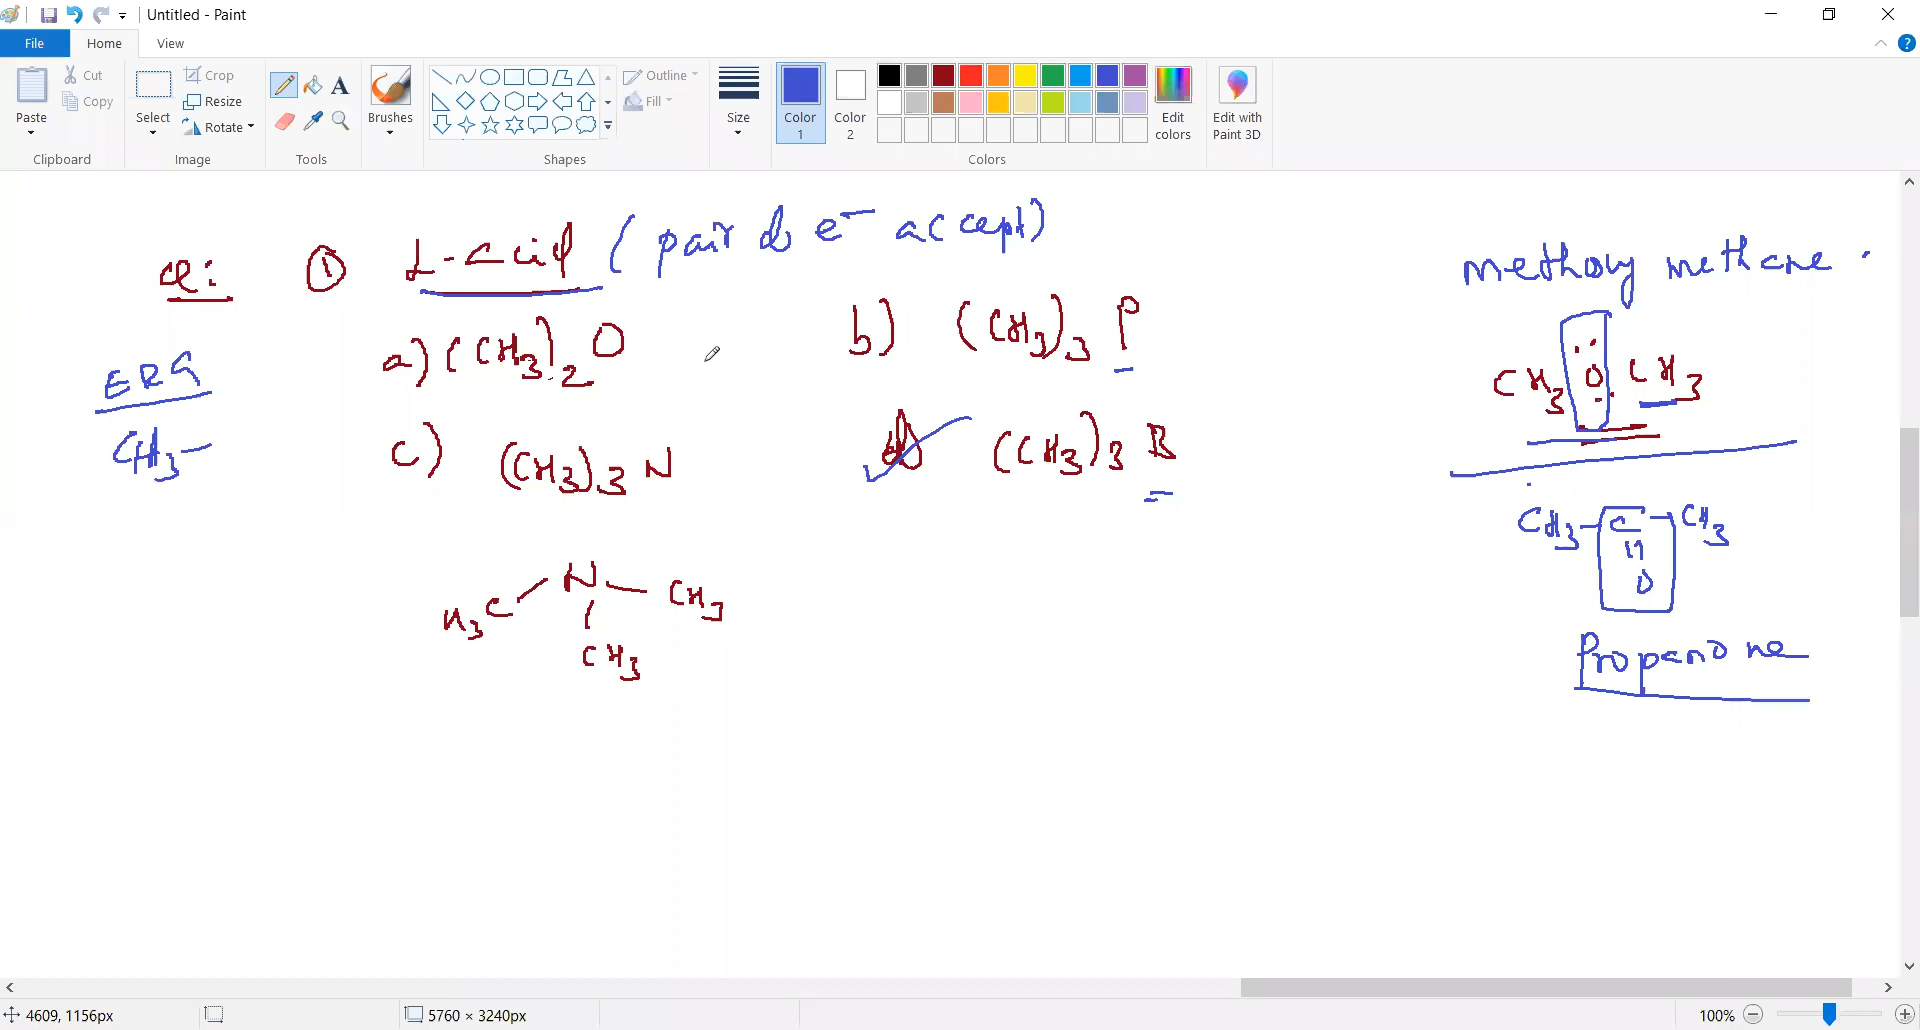 Untitled - Paint
File Home View
Paste
Cut
Copy
Clipboard
Select
Crop
Resize
Rotate
Image
A
Tools
Brushes
Shapes
Outline
Fill
Size
Color 1
Color 2
Edit colors
Colors
Edit with Paint 3D
Q: ① L-Acid (pair of e⁻ accept)
a) (CH₃)₂ O
b) (CH₃)₃ P
c) (CH₃)₃ N
(CH₃)₃ B
ERG
CH₃-
H₃C - N - CH₃
CH₃
methoxy methane
CH₃ O CH₃
CH₃ - C - CH₃
O
Propanone
4609, 1156px
5760 × 3240px
100%